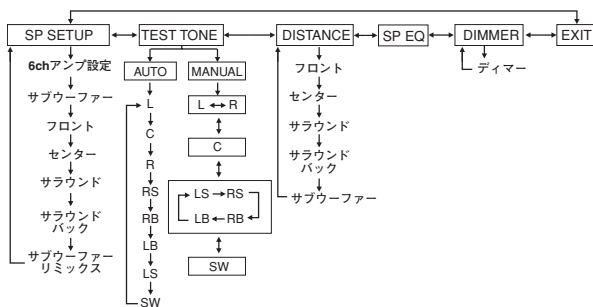 SP SETUP
TEST TONE
DISTANCE
SP EQ
DIMMER
EXIT
6chアンプ設定
サブウーファー
フロント
センター
サラウンド
サラウンド
バック
サブウーファー
リミックス
AUTO
L
C
R
RS
RB
LB
LS
SW
MANUAL
L R
C
LS RS
LB RB
SW
フロント
センター
サラウンド
サラウンド
バック
サブウーファー
ディマー